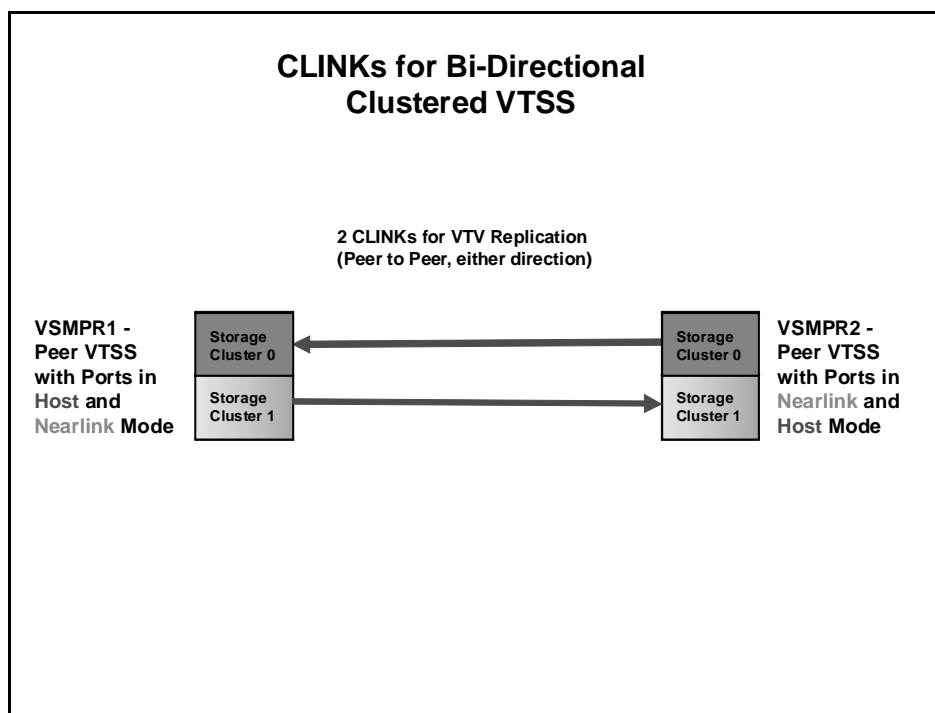 CLINKs for Bi-Directional
Clustered VTSS
2 CLINKs for VTV Replication
(Peer to Peer, either direction)
VSMPR1 -
Peer VTSS
with Ports in
Host and
Nearlink Mode
Storage
Cluster 0
Storage
Cluster 1
Storage
Cluster 0
Storage
Cluster 1
VSMPR2 -
Peer VTSS
with Ports in
Nearlink and
Host Mode